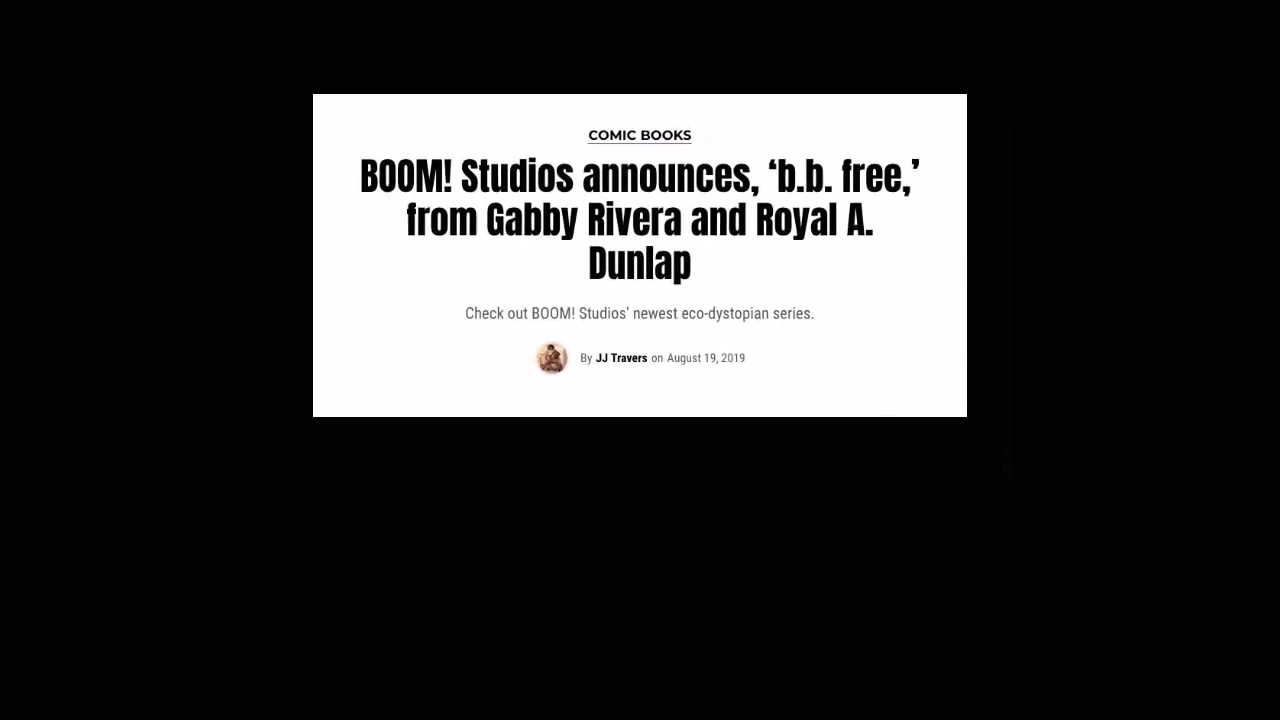 COMIC BOOKS
BOOM! Studios announces, ‘b.b. free,’
from Gabby Rivera and Royal A.
Dunlap
Check out BOOM! Studios’ newest eco-dystopian series.
By JJ Travers on August 19, 2019